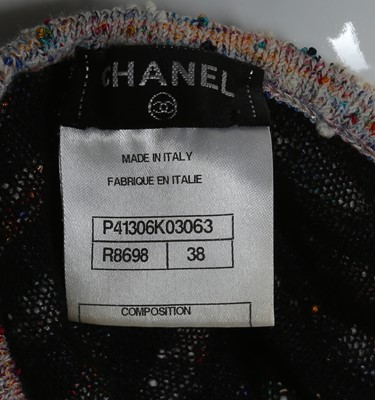 CHANEL
MADE IN ITALY
FABRIQUE EN ITALIE
P41306K03063
R8698 38
COMPOSITION